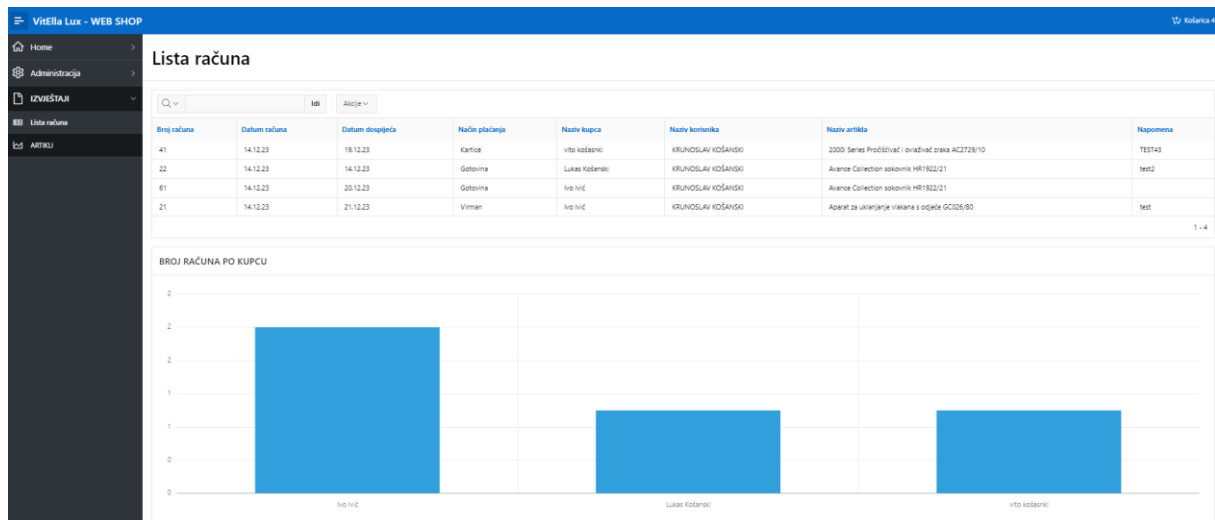 VitElla Lux - WEB SHOP
Košarica 4
Home
Administracija
IZVJEŠTAJI
Lista računa
ARTIKLI
Lista računa
Idi
Akcije
Broj računa Datum računa Datum dospijeća Način plaćanja Naziv kupca Naziv korisnika Naziv artikla Napomena
41 14.12.23 19.12.23 Kartice vito košasnki KRUNOSLAV KOŠANSKI 2000i Series Pročišćivač i ovlaživač zraka AC2729/10 TEST43
22 14.12.23 14.12.23 Gotovina Lukas Košanski KRUNOSLAV KOŠANSKI Avance Collection sokovnik HR1922/21 test2
61 14.12.23 20.12.23 Gotovina Ivo Ivić KRUNOSLAV KOŠANSKI Avance Collection sokovnik HR1922/21
21 14.12.23 21.12.23 Virman Ivo Ivić KRUNOSLAV KOŠANSKI Aparat za uklanjanje vlakana s odjeće GC026/80 test
1 - 4
BROJ RAČUNA PO KUPCU
2
2
2
1
1
0
0
Ivo Ivić Lukas Košanski vito košasnki